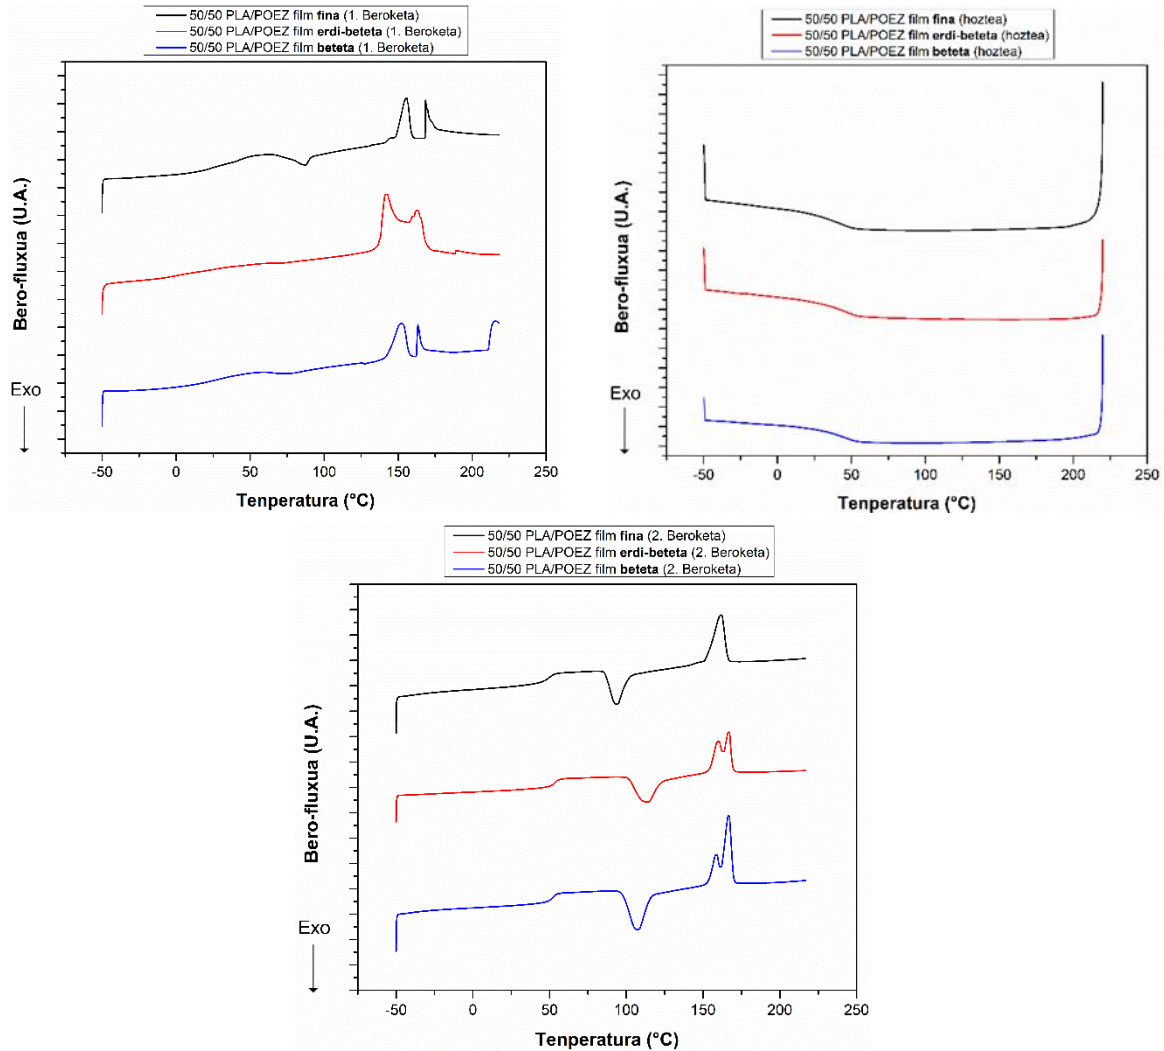 50/50 PLA/POEZ film fina (1. Beroketa)
50/50 PLA/POEZ film erdi-beteta (1. Beroketa)
50/50 PLA/POEZ film beteta (1. Beroketa)
Bero-fluxua (U.A.)
Exo
-50 0 50 100 150 200 250
Tenperatura (°C)
50/50 PLA/POEZ film fina (hoztea)
50/50 PLA/POEZ film erdi-beteta (hoztea)
50/50 PLA/POEZ film beteta (hoztea)
Bero-fluxua (U.A.)
Exo
-50 0 50 100 150 200 250
Tenperatura (°C)
50/50 PLA/POEZ film fina (2. Beroketa)
50/50 PLA/POEZ film erdi-beteta (2. Beroketa)
50/50 PLA/POEZ film beteta (2. Beroketa)
Bero-fluxua (U.A.)
Exo
-50 0 50 100 150 200 250
Tenperatura (°C)